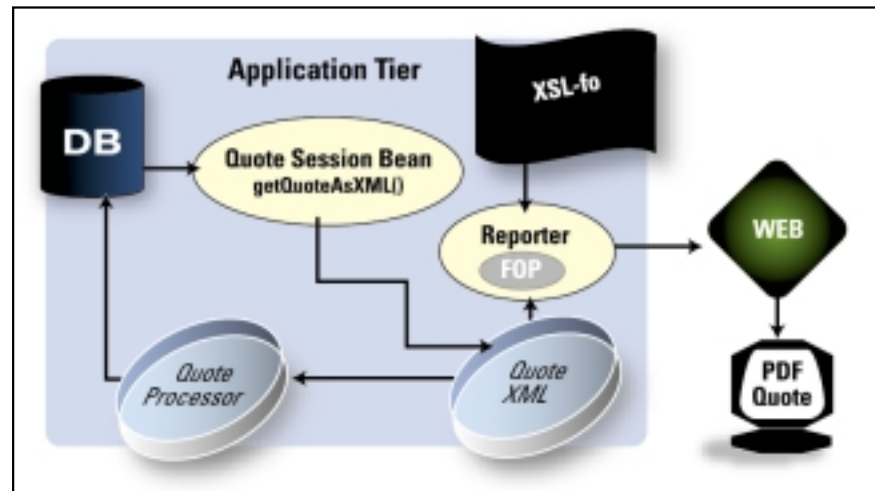 Application Tier
XSL-fo
DB
Quote Session Bean
getQuoteAsXML()
Reporter
FOP
WEB
Quote
Processor
Quote
XML
PDF
Quote